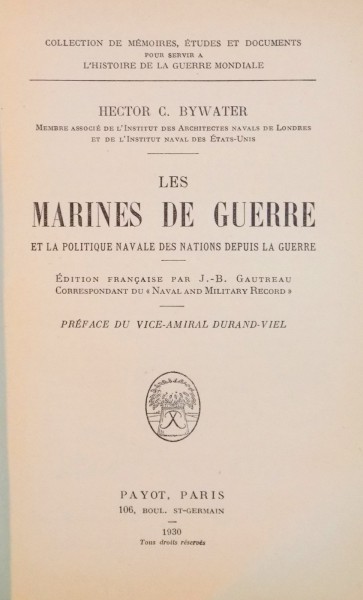 COLLECTION DE MÉMOIRES, ÉTUDES ET DOCUMENTS
POUR SERVIR A
L'HISTOIRE DE LA GUERRE MONDIALE
HECTOR C. BYWATER
MEMBRE ASSOCIÉ DE L'INSTITUT DES ARCHITECTES NAVALS DE LONDRES
ET DE L'INSTITUT NAVAL DES ÉTATS-UNIS
LES
MARINES DE GUERRE
ET LA POLITIQUE NAVALE DES NATIONS DEPUIS LA GUERRE
ÉDITION FRANÇAISE PAR J.-B. GAUTREAU
CORRESPONDANT DU « NAVAL AND MILITARY RECORD »
PRÉFACE DU VICE-AMIRAL DURAND-VIEL
PAYOT, PARIS
106, BOUL. ST-GERMAIN
1930
Tous droits réservés